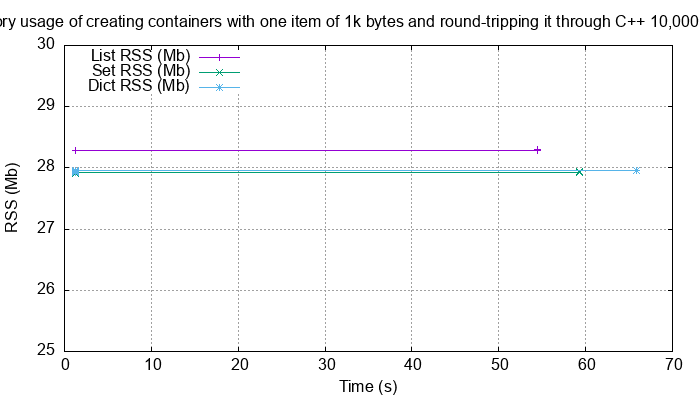 usage of creating containers with one item of 1k bytes and round-tripping it through C++ 10,000
List RSS (Mb)
Set RSS (Mb)
Dict RSS (Mb)
30
29
28
27
26
25
RSS (Mb)
0 10 20 30 40 50 60 70
Time (s)